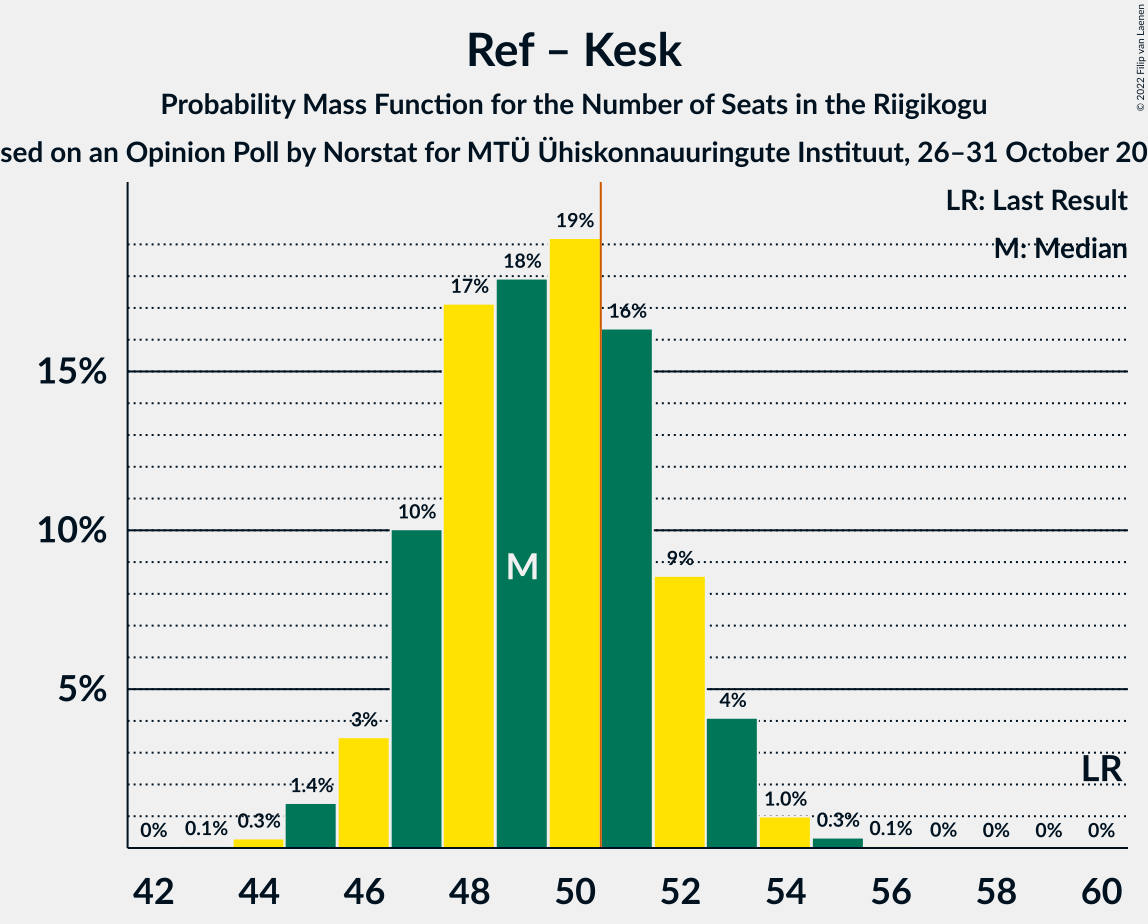 Ref – Kesk
Probability Mass Function for the Number of Seats in the Riigikogu
sed on an Opinion Poll by Norstat for MTÜ Ühiskonnauuringute Instituut, 26–31 October 20
© 2022 Filip van Laenen
LR: Last Result
M: Median
19%
18%
17%
16%
15%
10%
10%
9%
M
5%
4%
3%
LR
1.4%
1.0%
0% 0.1% 0.3% 0.3% 0.1% 0% 0% 0% 0%
42 44 46 48 50 52 54 56 58 60